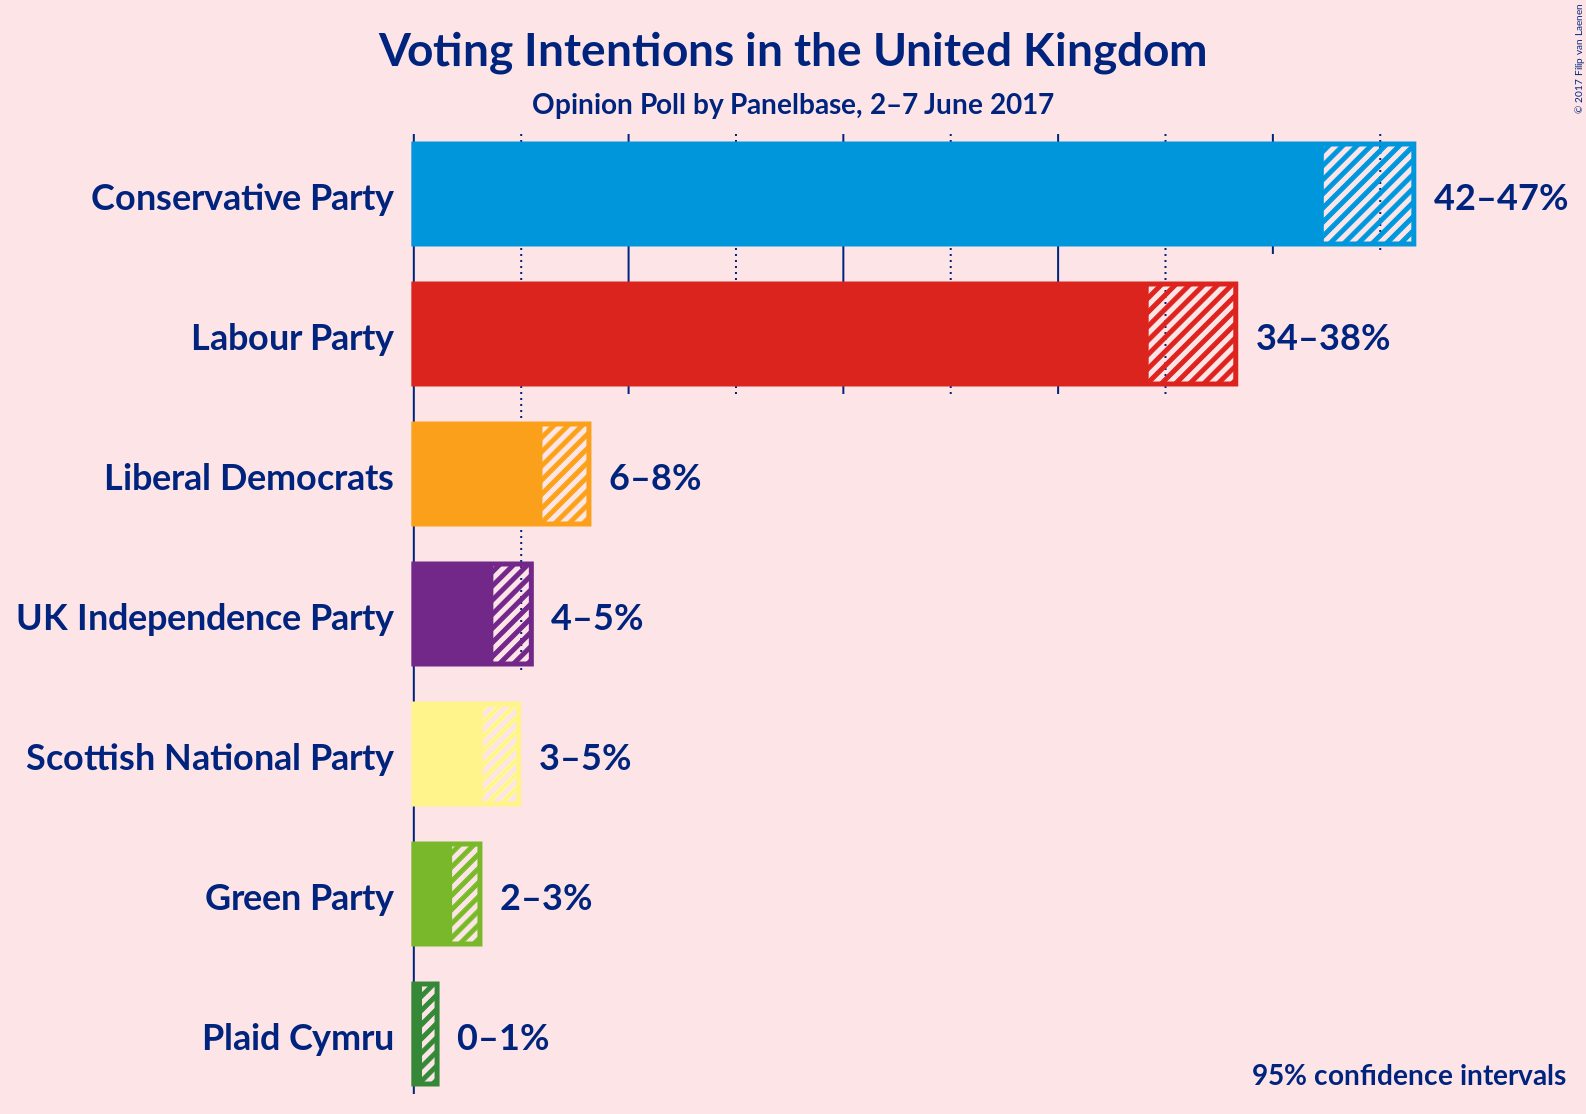 Voting Intentions in the United Kingdom
Opinion Poll by Panelbase, 2–7 June 2017
© 2017 Filip van Laenen
Conservative Party
42–47%
Labour Party
34–38%
Liberal Democrats
6–8%
UK Independence Party
4–5%
Scottish National Party
3–5%
Green Party
2–3%
Plaid Cymru
0–1%
95% confidence intervals